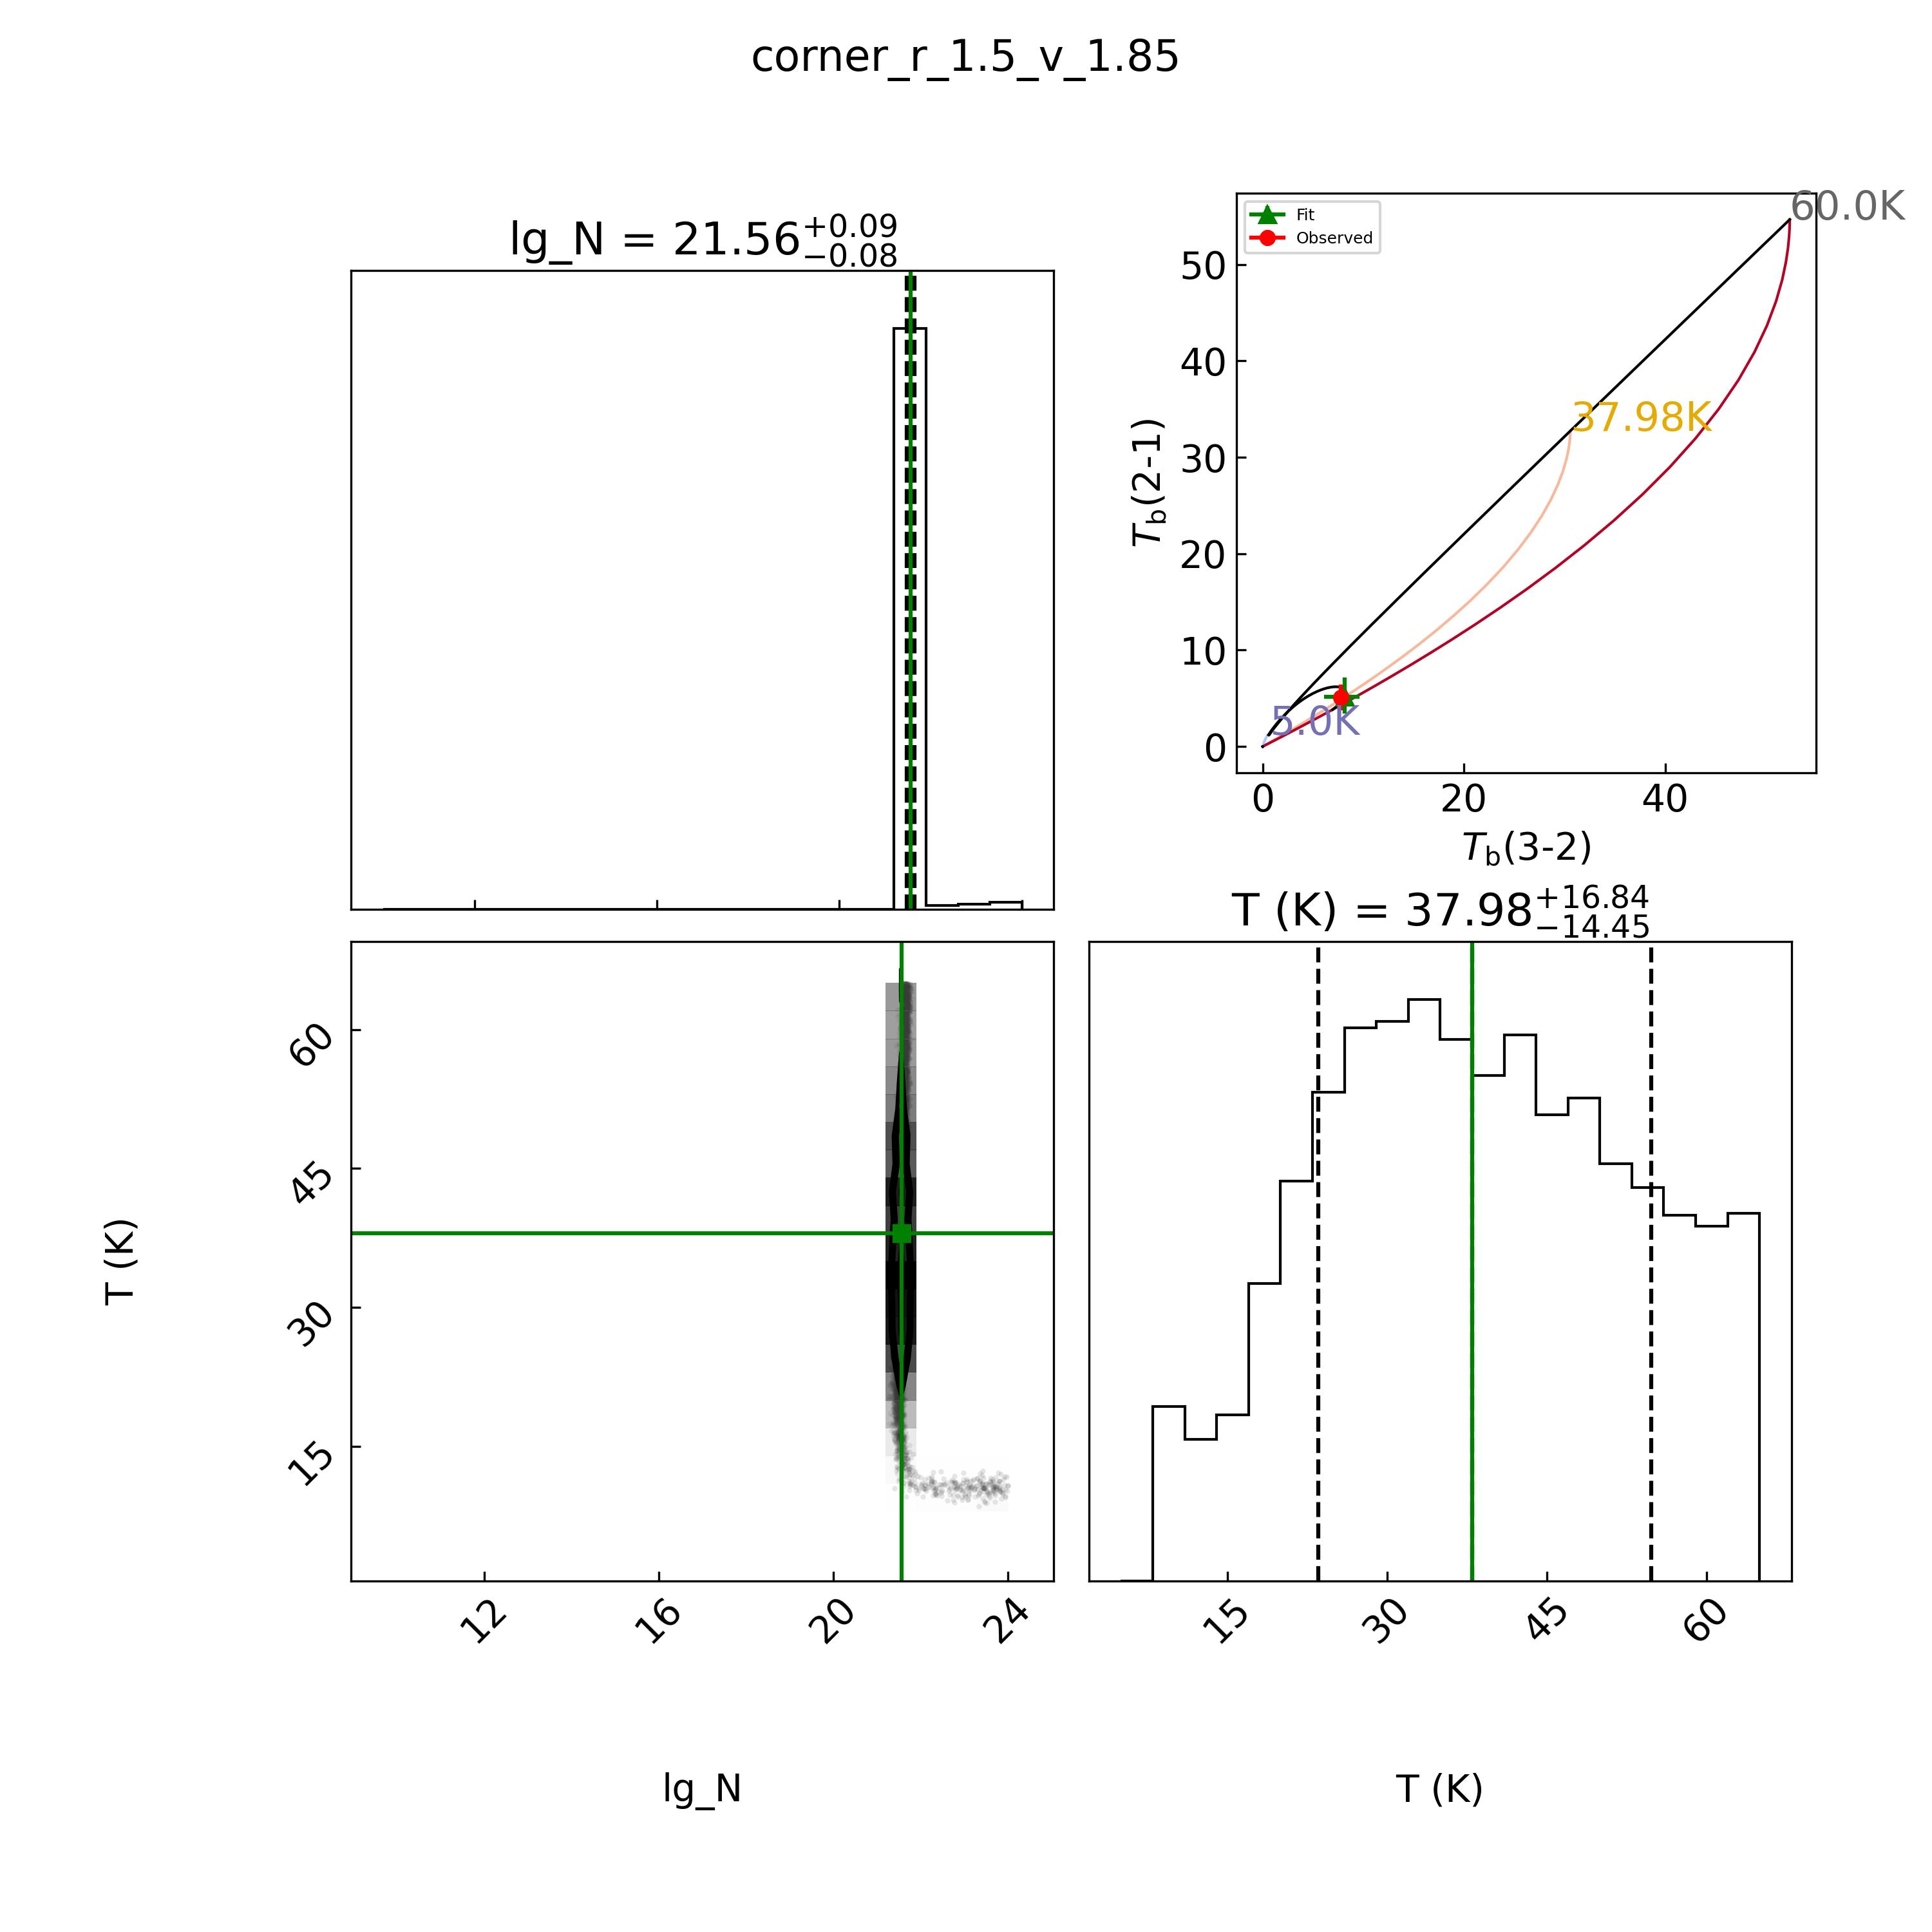 corner_r_1.5_v_1.85
lg_N = 21.56+0.09−0.08
60.0K
Fit
Observed
50
40
30
20
10
0
37.98K
5.0K
Tb(2-1)
0 20 40
Tb(3-2)
T (K) = 37.98+16.84−14.45
60
45
30
15
T (K)
12 16 20 24
15 30 45 60
lg_N
T (K)